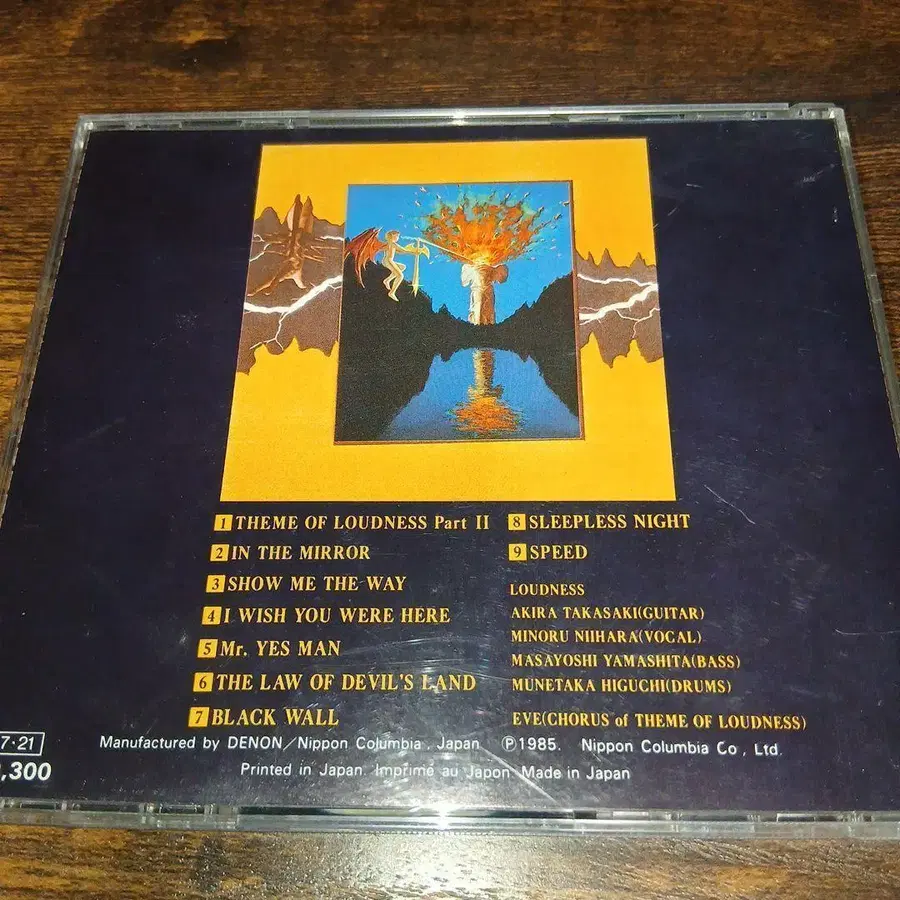 1 THEME OF LOUDNESS Part II
2 IN THE MIRROR
3 SHOW ME THE WAY
4 I WISH YOU WERE HERE
5 Mr. YES MAN
6 THE LAW OF DEVIL'S LAND
7 BLACK WALL
8 SLEEPLESS NIGHT
9 SPEED
LOUDNESS
AKIRA TAKASAKI(GUITAR)
MINORU NIIHARA(VOCAL)
MASAYOSHI YAMASHITA(BASS)
MUNETAKA HIGUCHI(DRUMS)
EVE(CHORUS of THEME OF LOUDNESS)
7・21
,300
Manufactured by DENON/Nippon Columbia, Japan Ⓟ1985. Nippon Columbia Co., Ltd.
Printed in Japan Imprimé au Japon Made in Japan